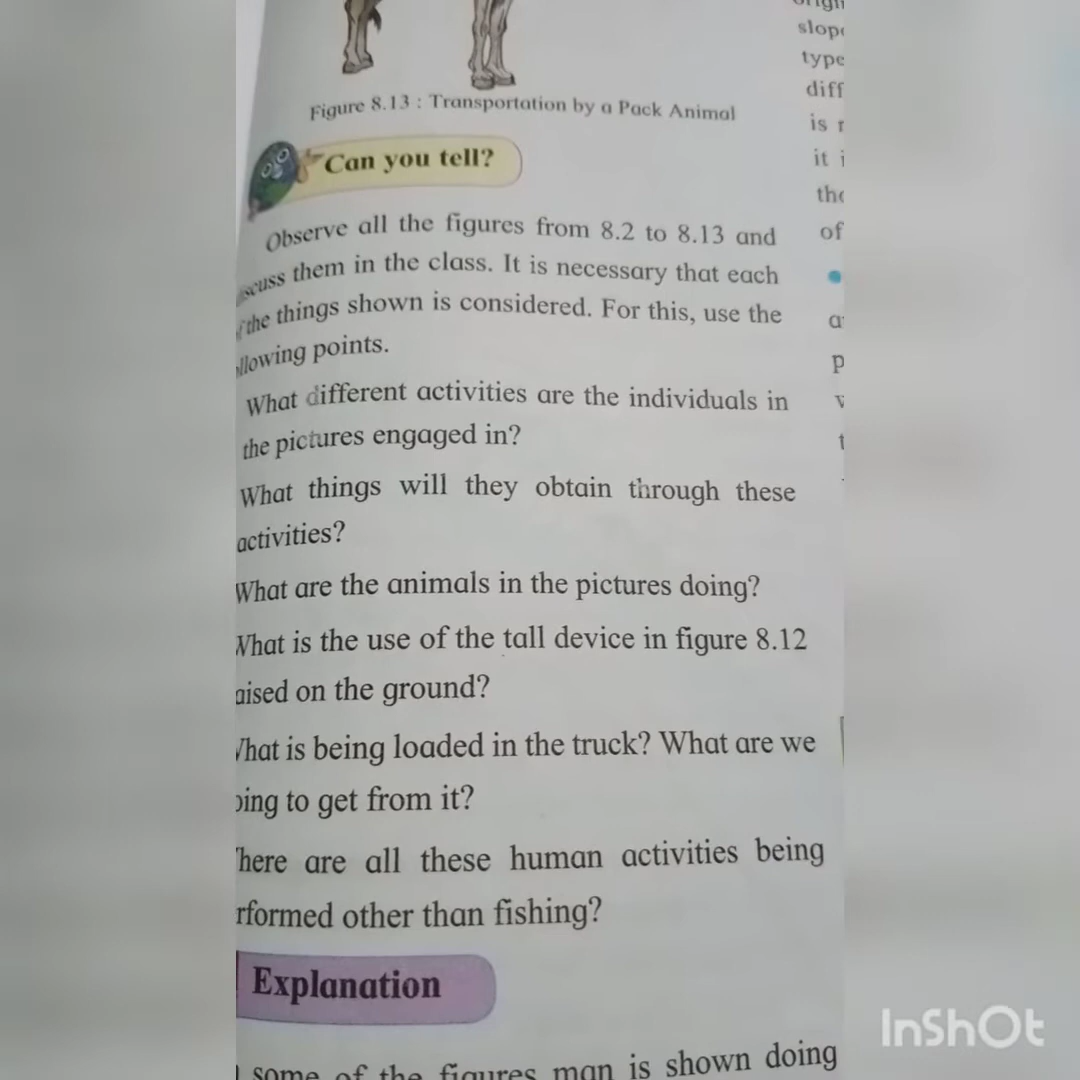 Figure 8.13 : Transportation by a Pack Animal
Can you tell?
Observe all the figures from 8.2 to 8.13 and
them in the class. It is necessary that each
the things shown is considered. For this, use the
points.
What different activities are the individuals in
the pictures engaged in?
What things will they obtain through these
activities?
What are the animals in the pictures doing?
What is the use of the tall device in figure 8.12
on the ground?
is being loaded in the truck? What are we
to get from it?
are all these human activities being
other than fishing?
Explanation
some of the figures man is shown doing
type
diff
it
of
InShOt